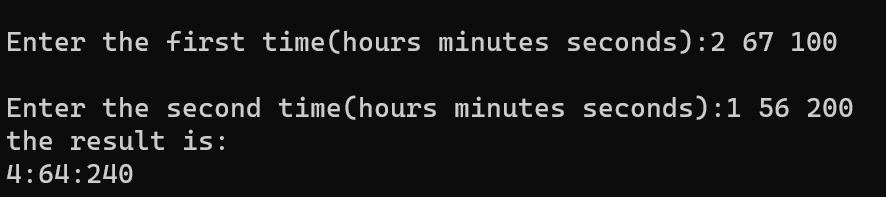 Enter the first time(hours minutes seconds):2 67 100
Enter the second time(hours minutes seconds):1 56 200
the result is:
4:64:240